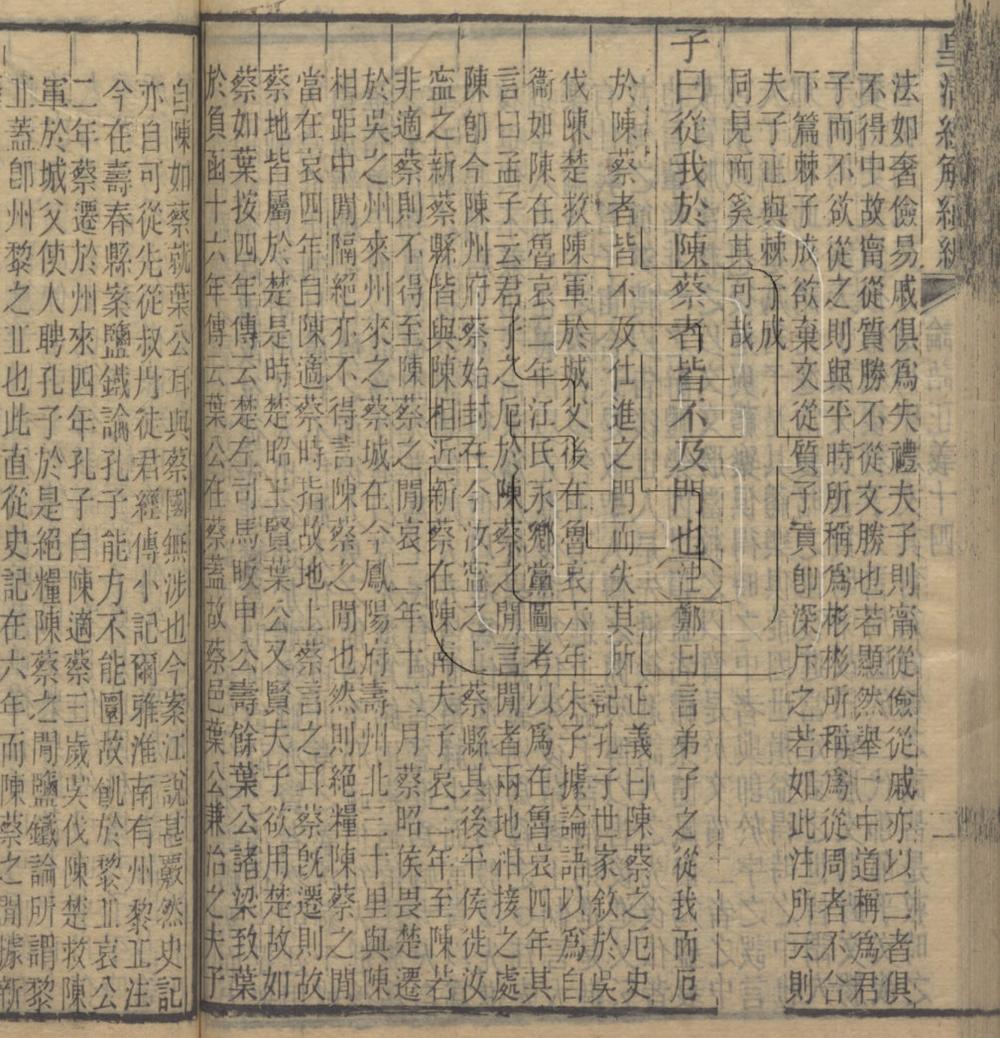 皇清經解續編
論語正義十四
法如奢儉易戚俱爲失禮夫子則甯從儉從戚亦以二者俱
不得中故甯從質勝不從文勝也若顯然舉一中道稱爲君
子而不欲從之則與平時所稱爲彬彬所稱爲從周者不合
下篇棘子成欲棄文從質子貢卽深斥之若如此注所云則
夫子正與棘子成
同見而奚其可哉
子曰從我於陳蔡者皆不及門也注鄭曰言弟子之從我而厄
於陳蔡者皆不及仕進之門而失其所
正義曰陳蔡之厄史
記孔子世家敘於吳
伐陳楚救陳軍於城父後在魯哀六年朱子據論語以爲自
衞如陳在魯哀二年江氏永鄉黨圖考以爲在魯哀四年其
言曰孟子云君子之厄於陳蔡之閒言閒者兩地相接之處
陳卽今陳州府蔡始封在今汝甯之上蔡縣其後平侯徙汝
甯之新蔡縣皆與陳相近新蔡在陳南夫子哀二年至陳若
非適蔡則不得至陳蔡之閒哀二年十一月蔡昭侯畏楚遷
於吳之州來州來之蔡城在今鳳陽府壽州北三十里與陳
相距中閒隔絕亦不得言陳蔡之閒也然則絕糧陳蔡之閒
當在哀四年自陳適蔡時指故地上蔡言之耳蔡旣遷則故
蔡地皆屬於楚是時楚昭王賢葉公又賢夫子欲用楚故如
蔡如葉按四年傳云楚左司馬眅申公壽餘葉公諸梁致葉
於負函十六年傳云葉公在蔡蓋故蔡邑葉公兼治之夫子
自陳如蔡就葉公耳與蔡國無涉也今案江說甚覈然史記
亦自可從先從叔丹徒君經傳小記爾雅淮南有州黎丘注
今在壽春縣案鹽鐵論孔子能方不能圜故飢於黎丘哀公
二年蔡遷於州來四年孔子自陳適蔡三歲吳伐陳楚救陳
軍於城父使人聘孔子於是絕糧陳蔡之閒鹽鐵論所謂黎
丘蓋卽州黎之丘也此直從史記在六年而陳蔡之閒據新